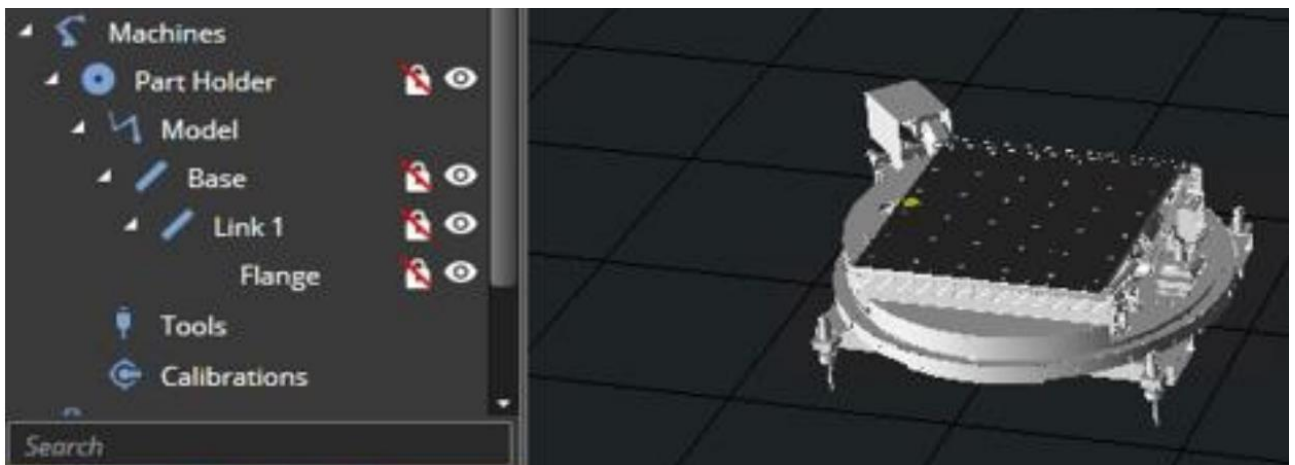 Machines
Part Holder
Model
Base
Link 1
Flange
Tools
Calibrations
Search